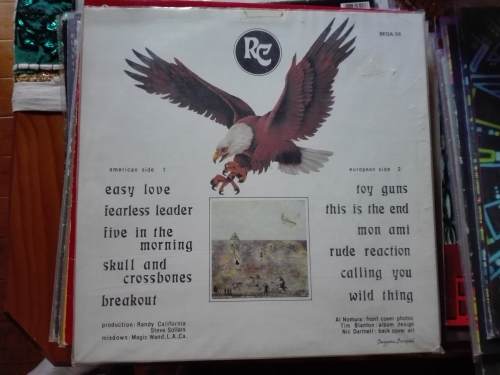 RC
BEGA 36
american side 1
easy love
fearless leader
five in the
morning
skull and
crossbones
breakout
production: Randy California
Steve Sollars
mixdown: Magic Wand, L.A., Ca.
european side 2
toy guns
this is the end
mon ami
rude reaction
calling you
wild thing
Al Nomura: front cover photos
Tim Blanton: album design
Nic Dartnell: back cover art